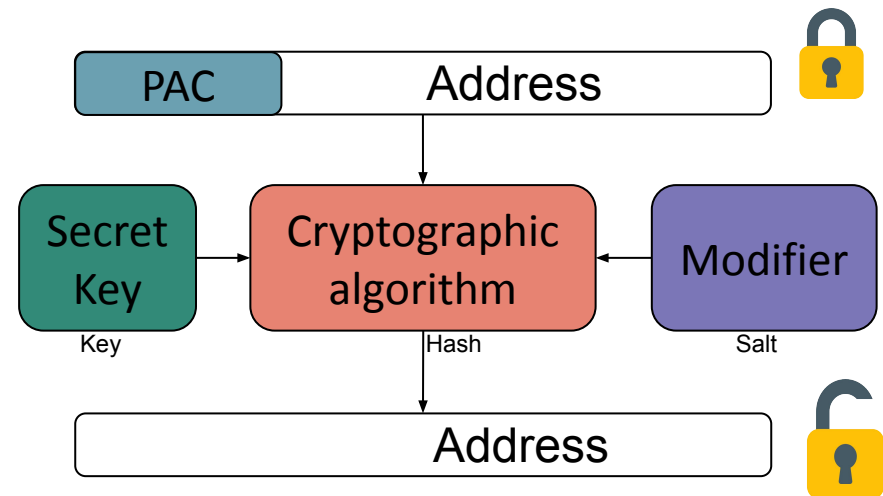 PAC Address
Secret
Key
Cryptographic
algorithm
Modifier
Key
Hash
Salt
Address